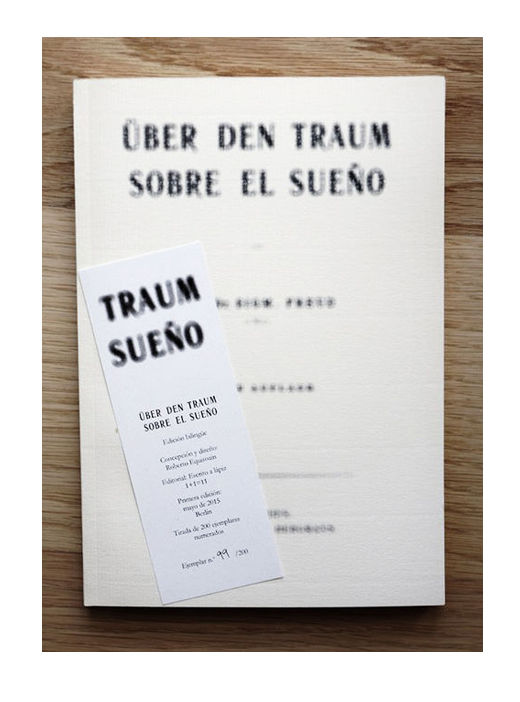 ÜBER DEN TRAUM
SOBRE EL SUEÑO
SIGM. FREUD
TRAUM
SUEÑO
ÜBER DEN TRAUM
SOBRE EL SUEÑO
Edición bilingüe
Concepción y diseño:
Roberto Equisoain
Editorial: Escrito a lápiz
1+1=11
Primera edición:
mayo de 2015
Berlín
Tirada de 200 ejemplares
numerados
Ejemplar n.º 99 /200